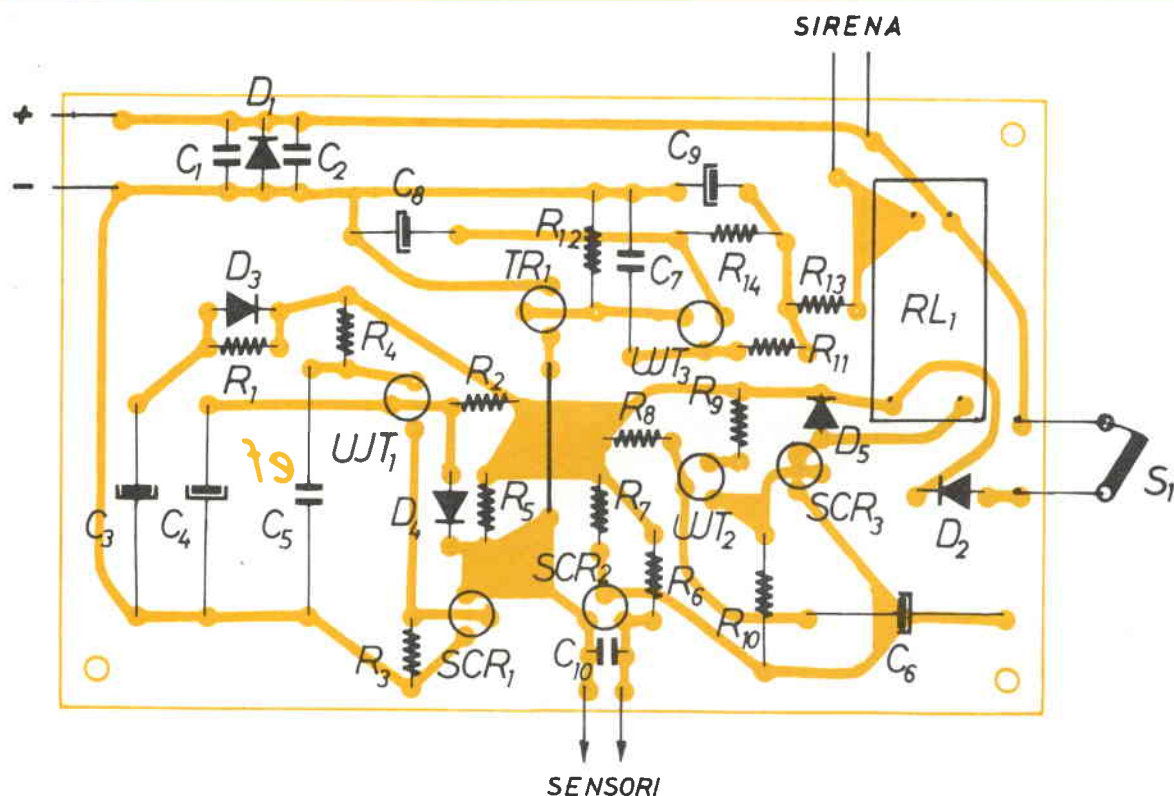 SIRENA
+
D1
C1
C2
-
C9
C8
R12
TR1
C7
R14
R13
RL1
D3
R1
R4
R2
UJT3
R11
R9
R8
D5
UJT1
ef
C3
C4
C5
D4
R5
R7
UJT2
SCR3
D2
S1
SCR2
R6
R10
C6
R3
SCR1
C10
SENSORI